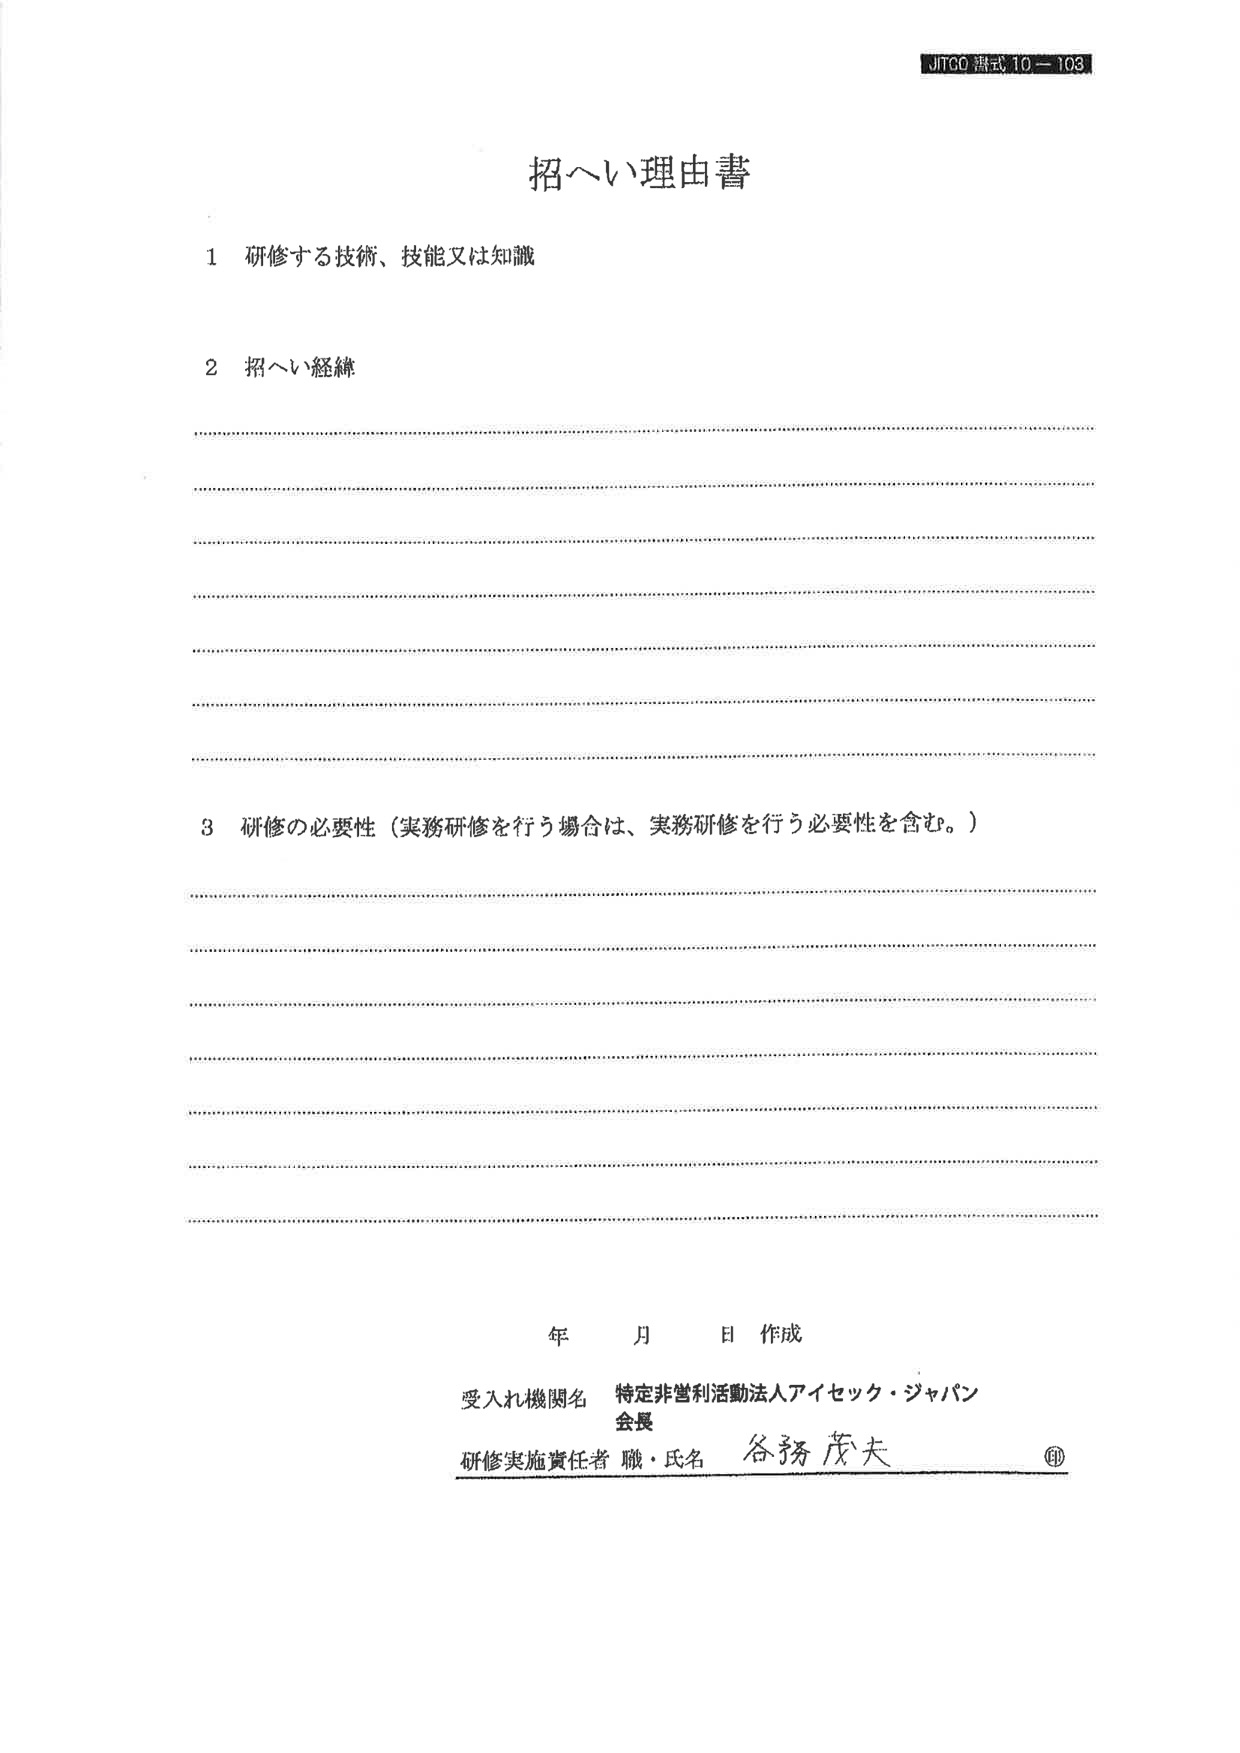 JITCO 書式 10 － 103
招へい理由書
1 研修する技術、技能又は知識
2 招へい経緯
3 研修の必要性（実務研修を行う場合は、実務研修を行う必要性を含む。）
年 月 日 作成
受入れ機関名 特定非営利活動法人アイセック・ジャパン
会長
研修実施責任者 職・氏名 各務 茂夫 ㊞